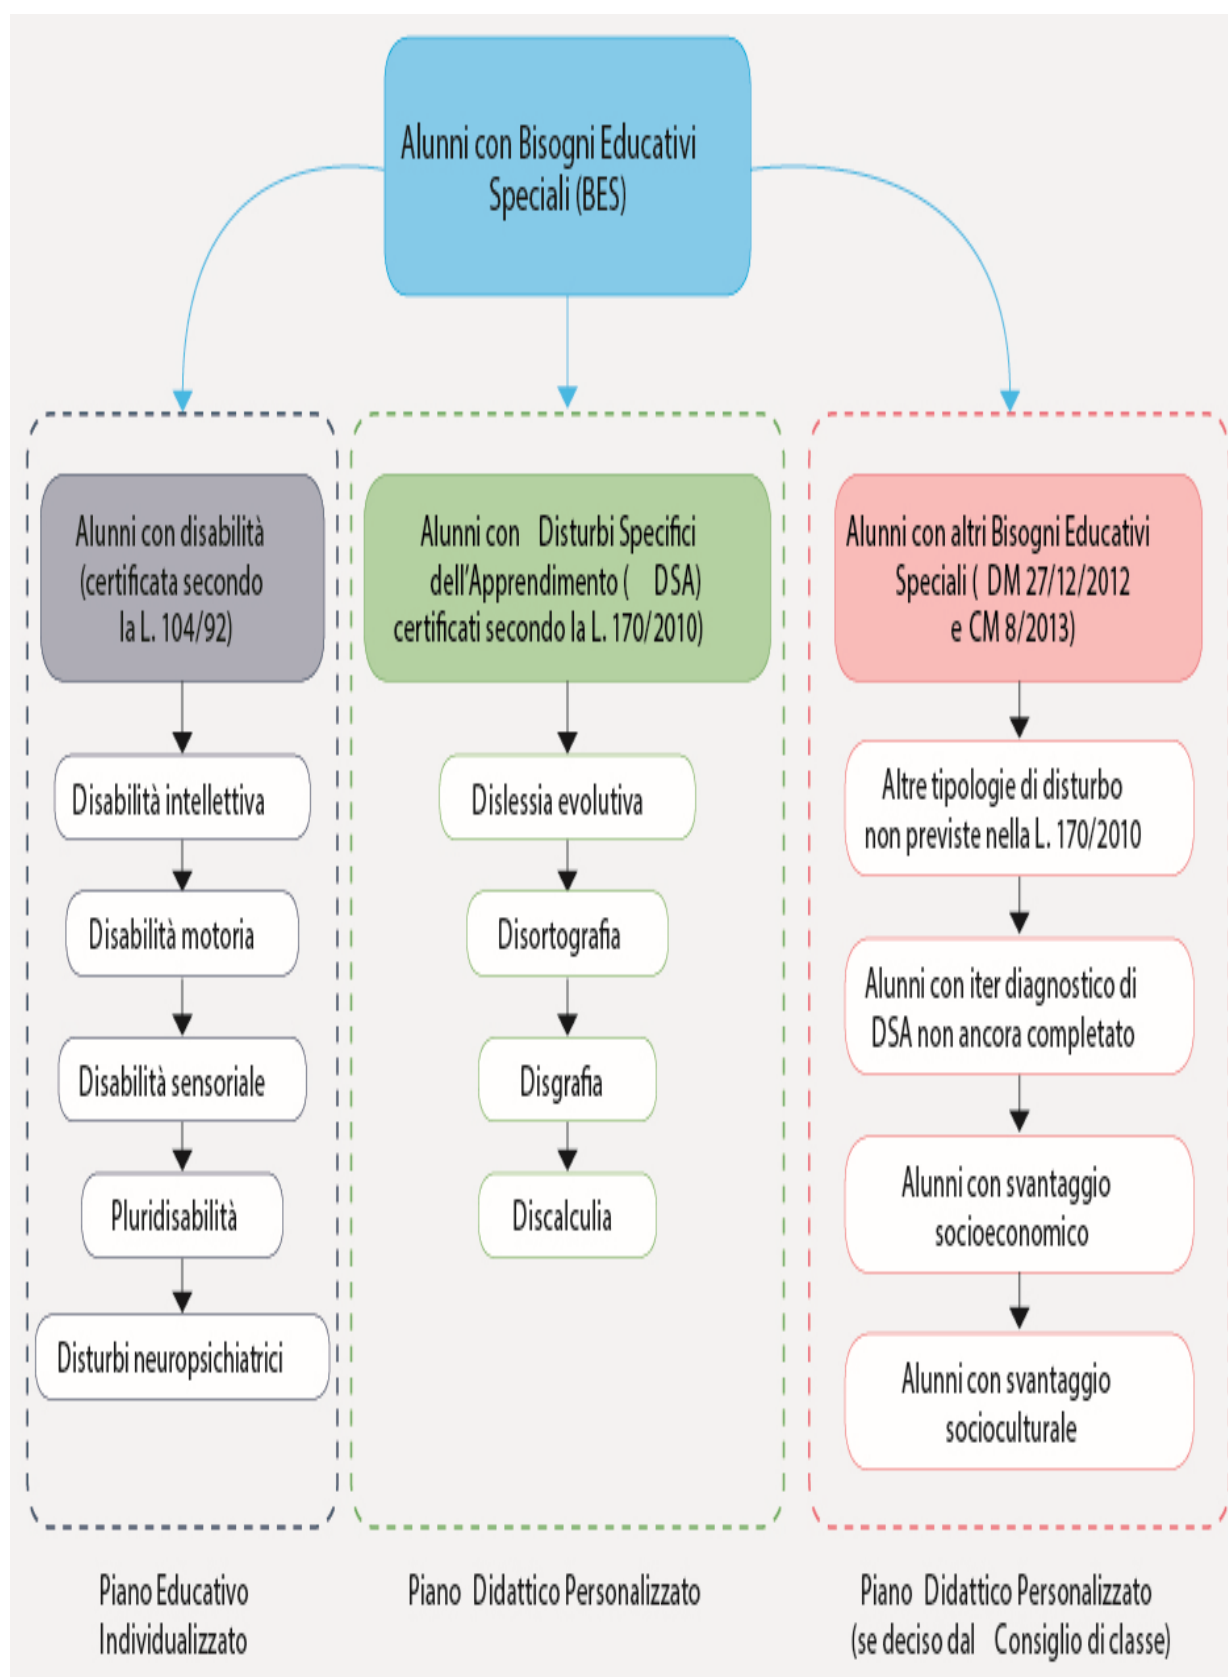 Alunni con Bisogni Educativi
Speciali (BES)
Alunni con disabilità
(certificata secondo
la L. 104/92)
Disabilità intellettiva
Disabilità motoria
Disabilità sensoriale
Pluridisabilità
Disturbi neuropsichiatrici
Piano Educativo
Individualizzato
Alunni con Disturbi Specifici
dell'Apprendimento ( DSA)
certificati secondo la L. 170/2010)
Dislessia evolutiva
Disortografia
Disgrafia
Discalculia
Piano Didattico Personalizzato
Alunni con altri Bisogni Educativi
Speciali ( DM 27/12/2012
e CM 8/2013)
Altre tipologie di disturbo
non previste nella L. 170/2010
Alunni con iter diagnostico di
DSA non ancora completato
Alunni con svantaggio
socioeconomico
Alunni con svantaggio
socioculturale
Piano Didattico Personalizzato
(se deciso dal Consiglio di classe)